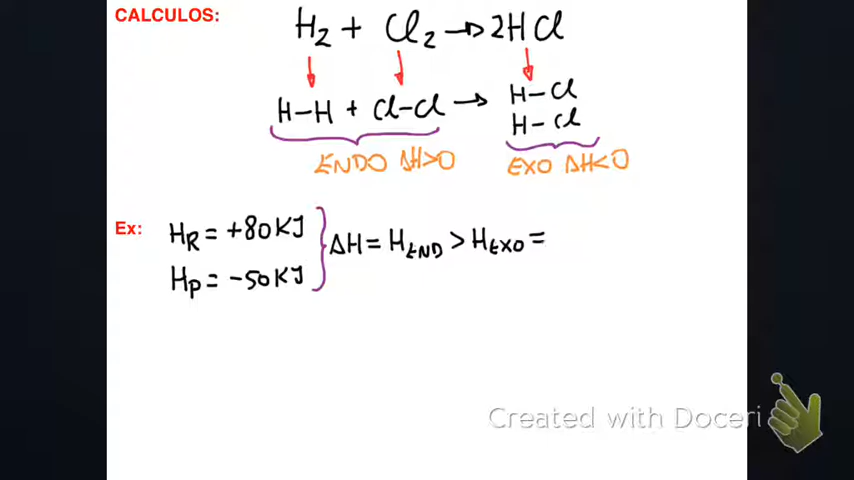 CALCULOS:
H2 + Cl2 → 2HCl
H-H + Cl-Cl → H-Cl
H-Cl
ENDO ΔH>0 EXO ΔH<0
Ex: HR = +80KJ
HP = -50KJ
ΔH = HEND > HEXO =
Created with Doceri